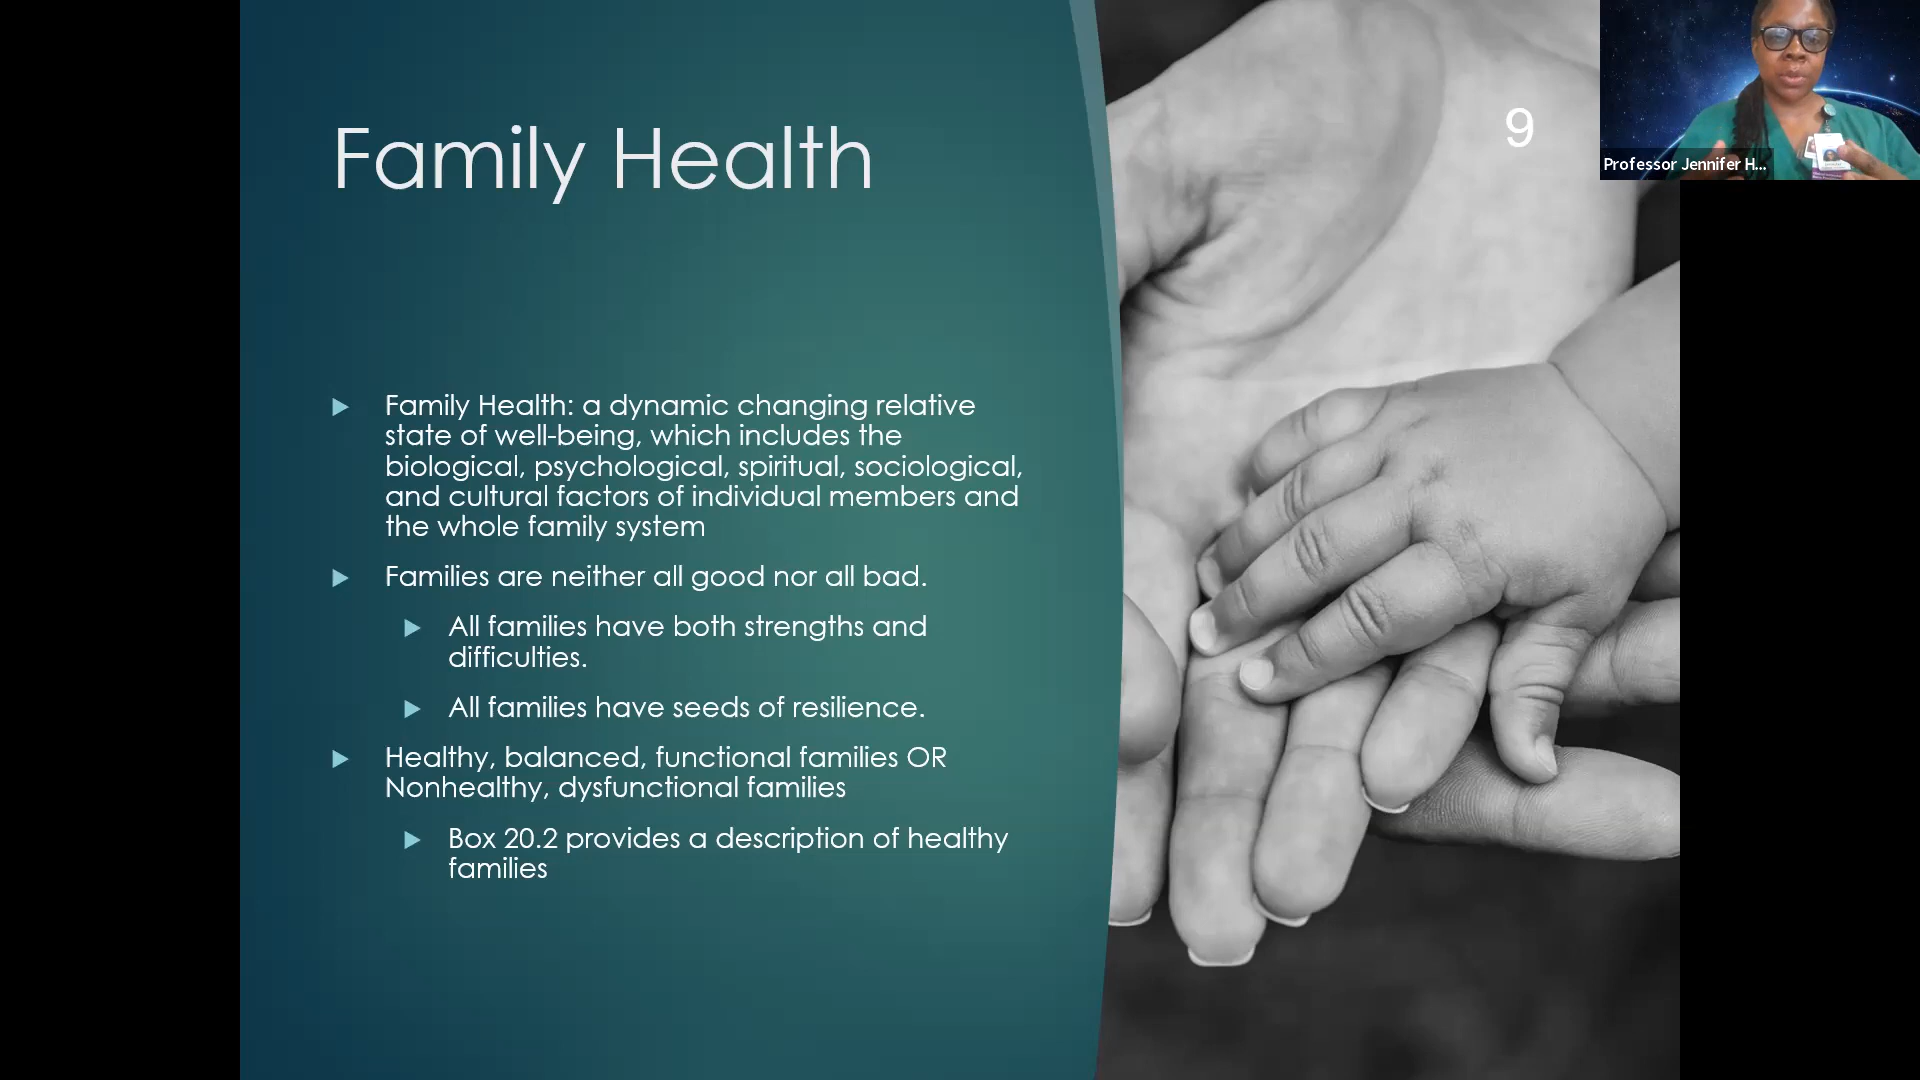 Family Health
9
Professor Jennifer H...
Family Health: a dynamic changing relative
state of well-being, which includes the
biological, psychological, spiritual, sociological,
and cultural factors of individual members and
the whole family system
Families are neither all good nor all bad.
All families have both strengths and
difficulties.
All families have seeds of resilience.
Healthy, balanced, functional families OR
Nonhealthy, dysfunctional families
Box 20.2 provides a description of healthy
families